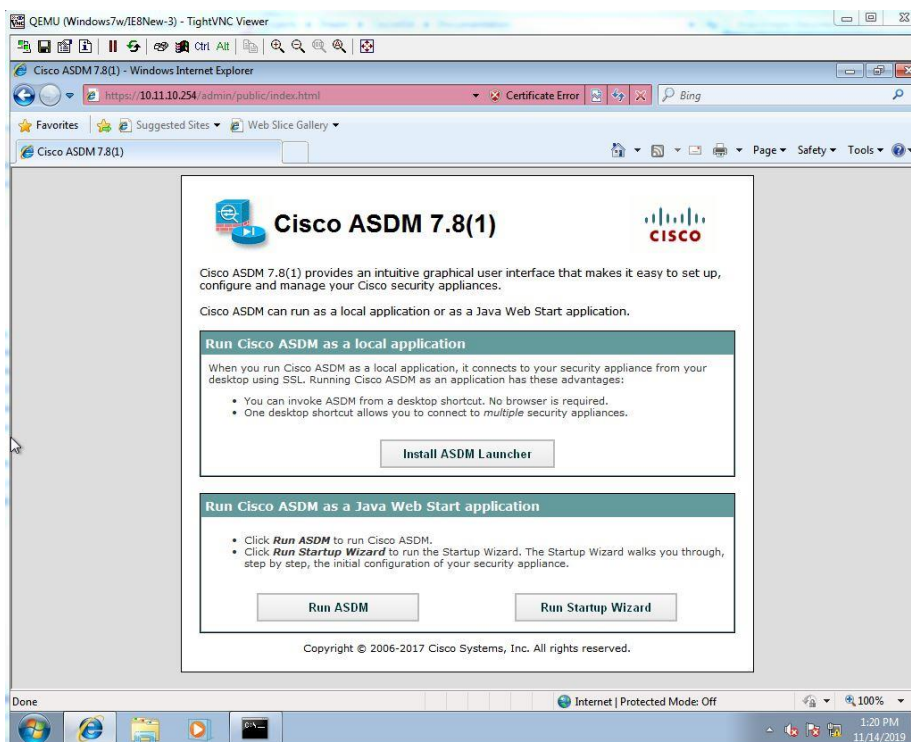 QEMU (Windows7w/IE8New-3) - TightVNC Viewer
Ctrl Alt
Cisco ASDM 7.8(1) - Windows Internet Explorer
https://10.11.10.254/admin/public/index.html Certificate Error Bing
Favorites Suggested Sites Web Slice Gallery
Cisco ASDM 7.8(1) Page Safety Tools
Cisco ASDM 7.8(1)
CISCO
Cisco ASDM 7.8(1) provides an intuitive graphical user interface that makes it easy to set up,
configure and manage your Cisco security appliances.
Cisco ASDM can run as a local application or as a Java Web Start application.
Run Cisco ASDM as a local application
When you run Cisco ASDM as a local application, it connects to your security appliance from your
desktop using SSL. Running Cisco ASDM as an application has these advantages:
• You can invoke ASDM from a desktop shortcut. No browser is required.
• One desktop shortcut allows you to connect to multiple security appliances.
Install ASDM Launcher
Run Cisco ASDM as a Java Web Start application
• Click Run ASDM to run Cisco ASDM.
• Click Run Startup Wizard to run the Startup Wizard. The Startup Wizard walks you through,
step by step, the initial configuration of your security appliance.
Run ASDM Run Startup Wizard
Copyright © 2006-2017 Cisco Systems, Inc. All rights reserved.
Done Internet | Protected Mode: Off 100%
1:20 PM
11/14/2019